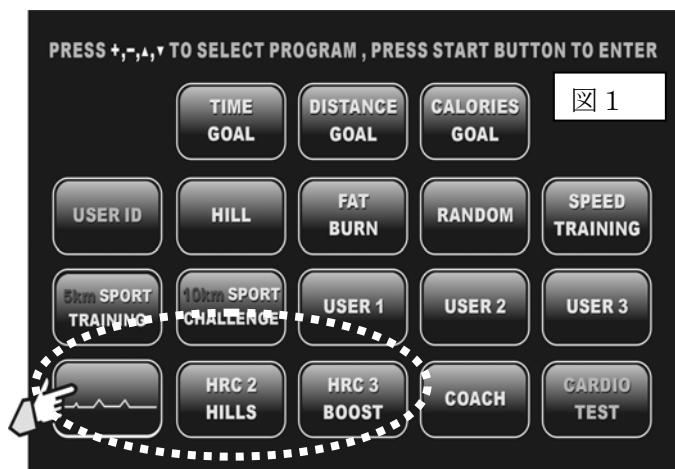 PRESS +,-,▲,▼ TO SELECT PROGRAM , PRESS START BUTTON TO ENTER
図1
TIME
GOAL
DISTANCE
GOAL
CALORIES
GOAL
USER ID
HILL
FAT
BURN
RANDOM
SPEED
TRAINING
5km SPORT
TRAINING
10km SPORT
CHALLENGE
USER 1
USER 2
USER 3
HRC 2
HILLS
HRC 3
BOOST
COACH
CARDIO
TEST